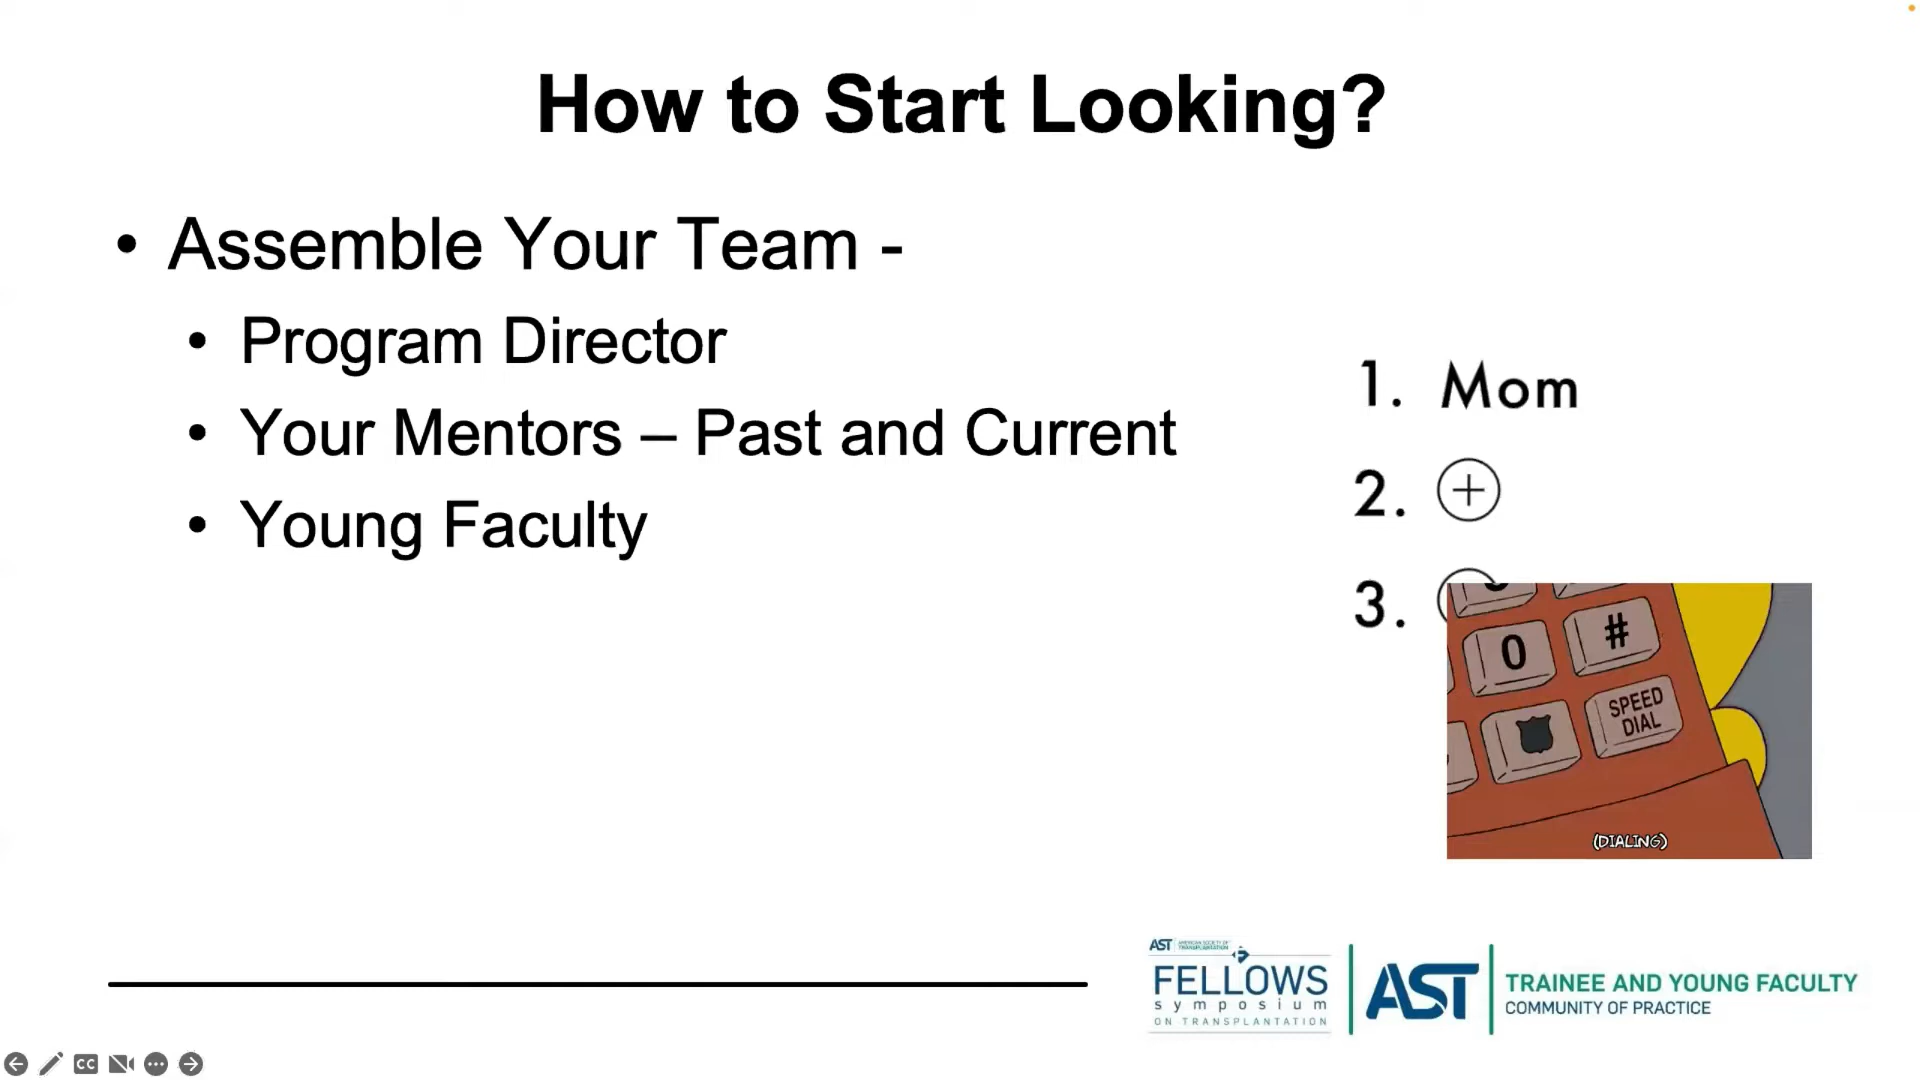 How to Start Looking?
• Assemble Your Team -
• Program Director
• Your Mentors – Past and Current
• Young Faculty
1. Mom
2.
3.
0 #
SPEED
DIAL
(DIALING)
AST AMERICAN SOCIETY OF
TRANSPLANTATION
FELLOWS
symposium
ON TRANSPLANTATION
AST
TRAINEE AND YOUNG FACULTY
COMMUNITY OF PRACTICE
CC